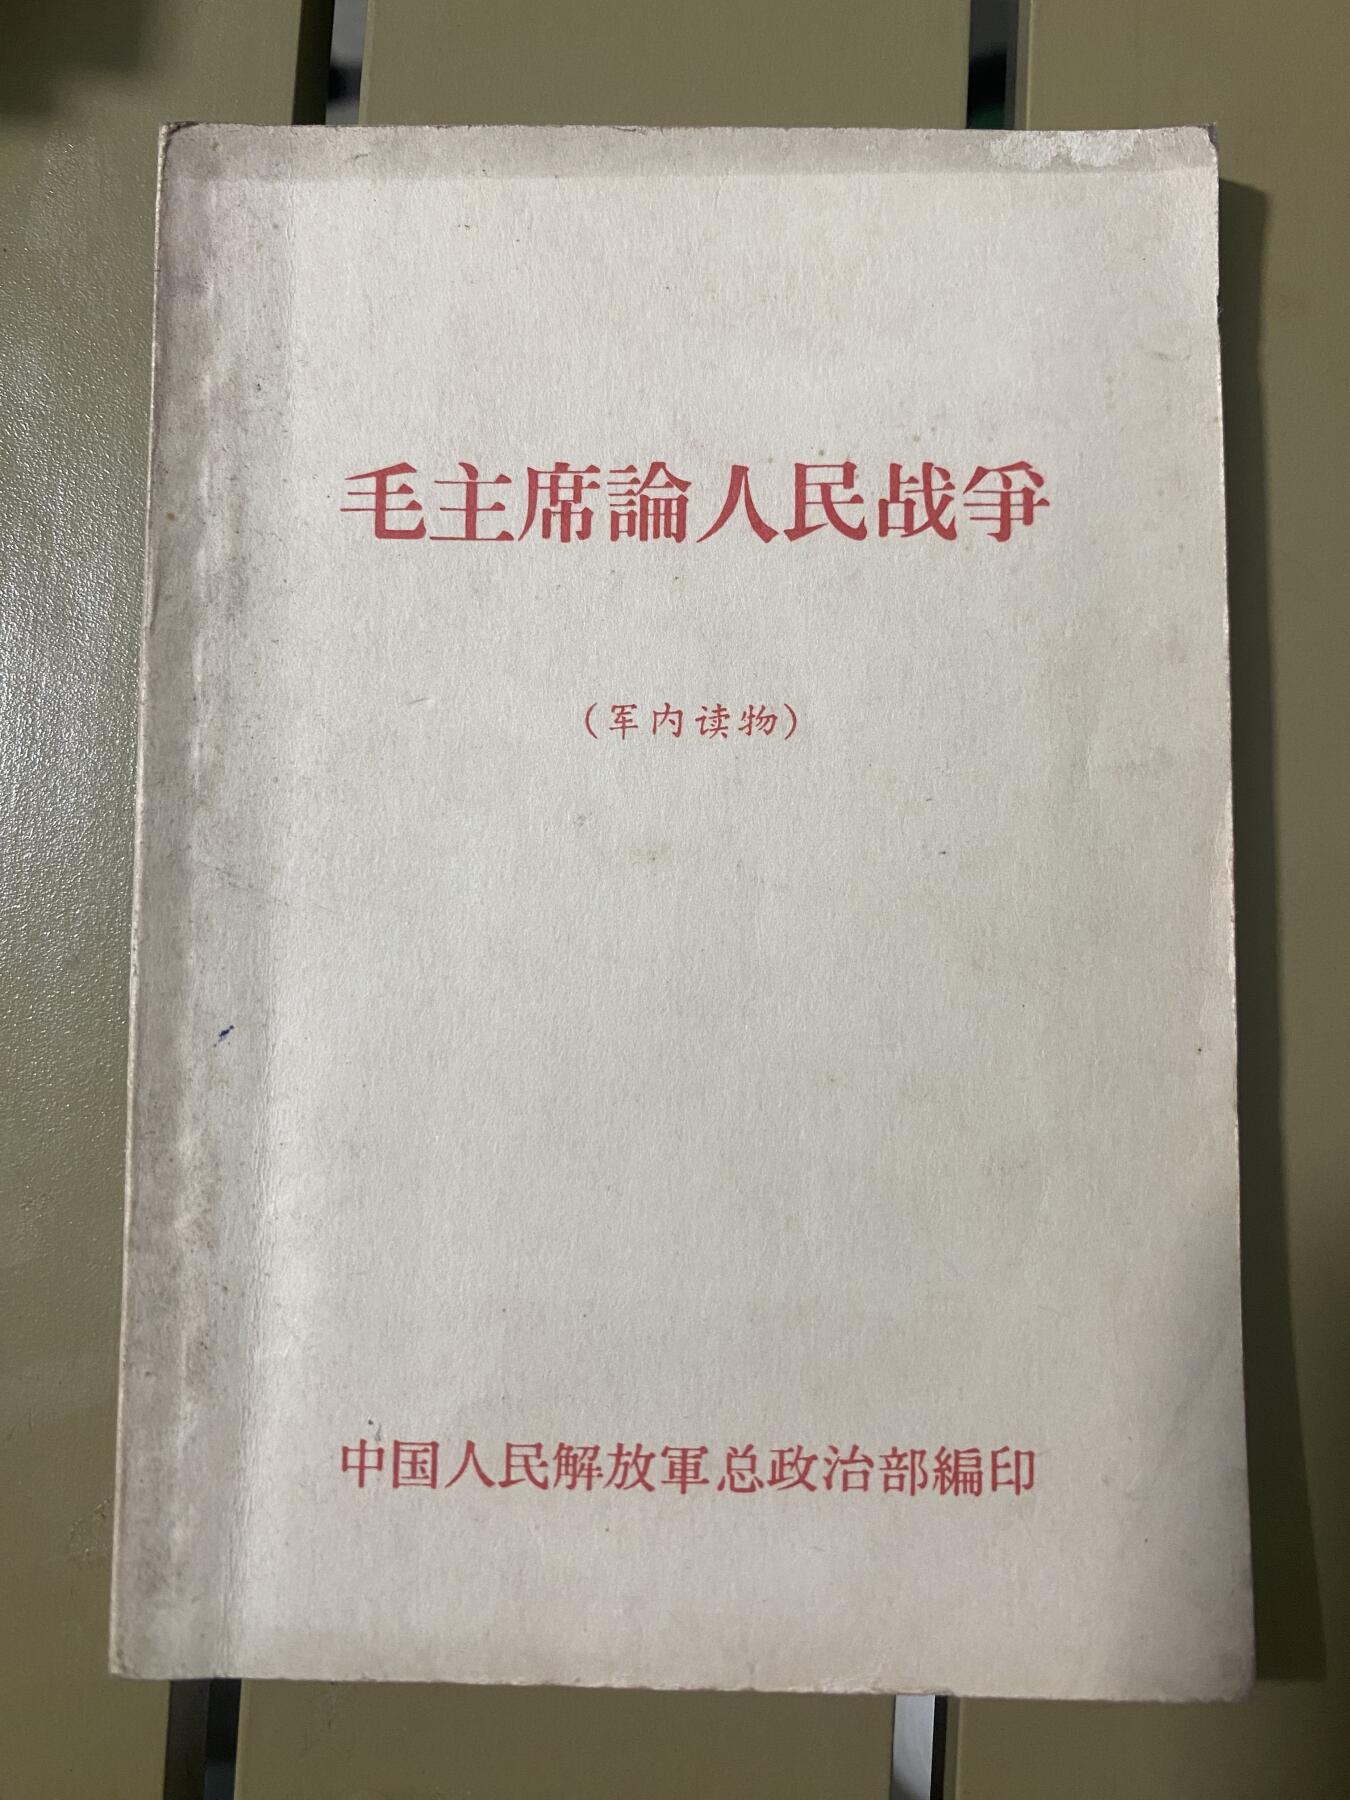 毛主席論人民战爭
（军内读物）
中国人民解放軍总政治部編印